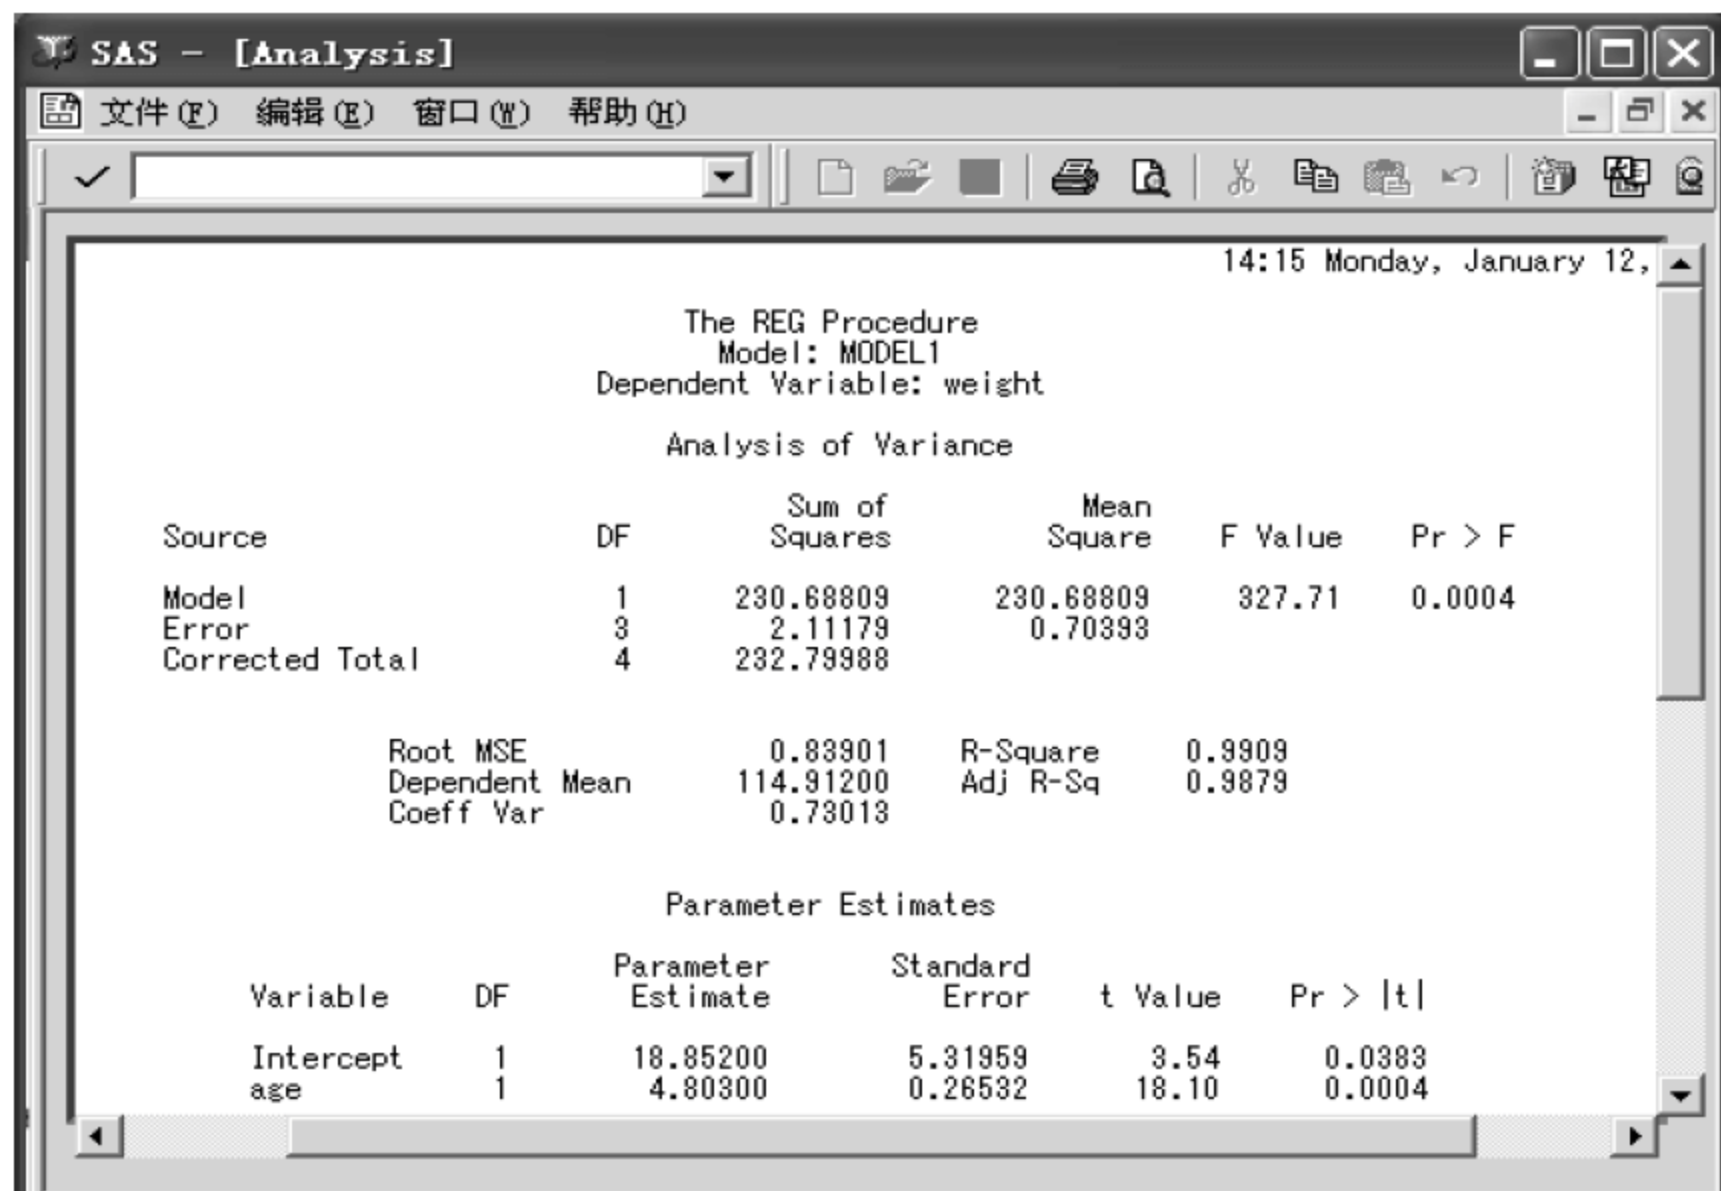 SAS - [Analysis]
文件(F) 编辑(E) 窗口(W) 帮助(H)
14:15 Monday, January 12,
The REG Procedure
Model: MODEL1
Dependent Variable: weight
Analysis of Variance
Sum of Mean
Source DF Squares Square F Value Pr > F
Model 1 230.68809 230.68809 327.71 0.0004
Error 3 2.11179 0.70393
Corrected Total 4 232.79988
Root MSE 0.83901 R-Square 0.9909
Dependent Mean 114.91200 Adj R-Sq 0.9879
Coeff Var 0.73013
Parameter Estimates
Parameter Standard
Variable DF Estimate Error t Value Pr > |t|
Intercept 1 18.85200 5.31959 3.54 0.0383
age 1 4.80300 0.26532 18.10 0.0004